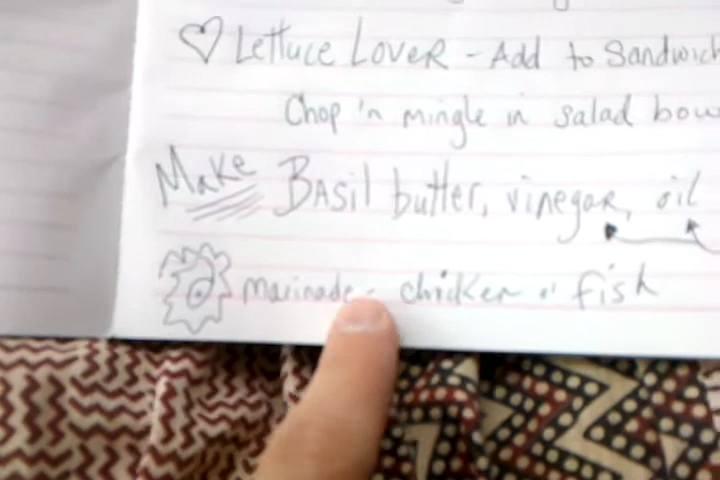 ♡ Lettuce Lover - Add to Sandwich
Chop 'n mingle in salad bow
Make Basil butter, vinegar, oil
marinade - chicken or fish